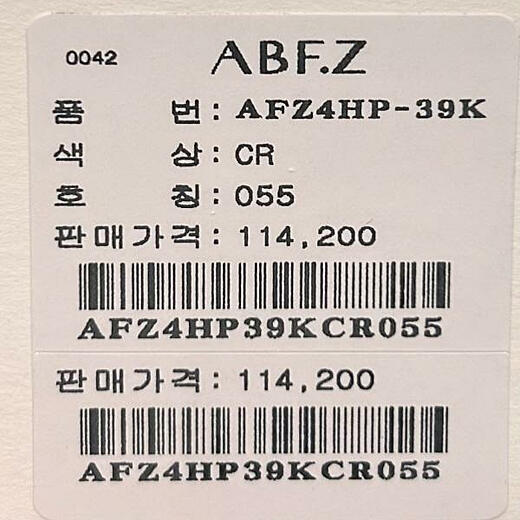 0042 ABF.Z
품 번 : AFZ4HP-39K
색 상 : CR
호 칭 : 055
판매가격 : 114,200
AFZ4HP39KCR055
판매가격 : 114,200
AFZ4HP39KCR055